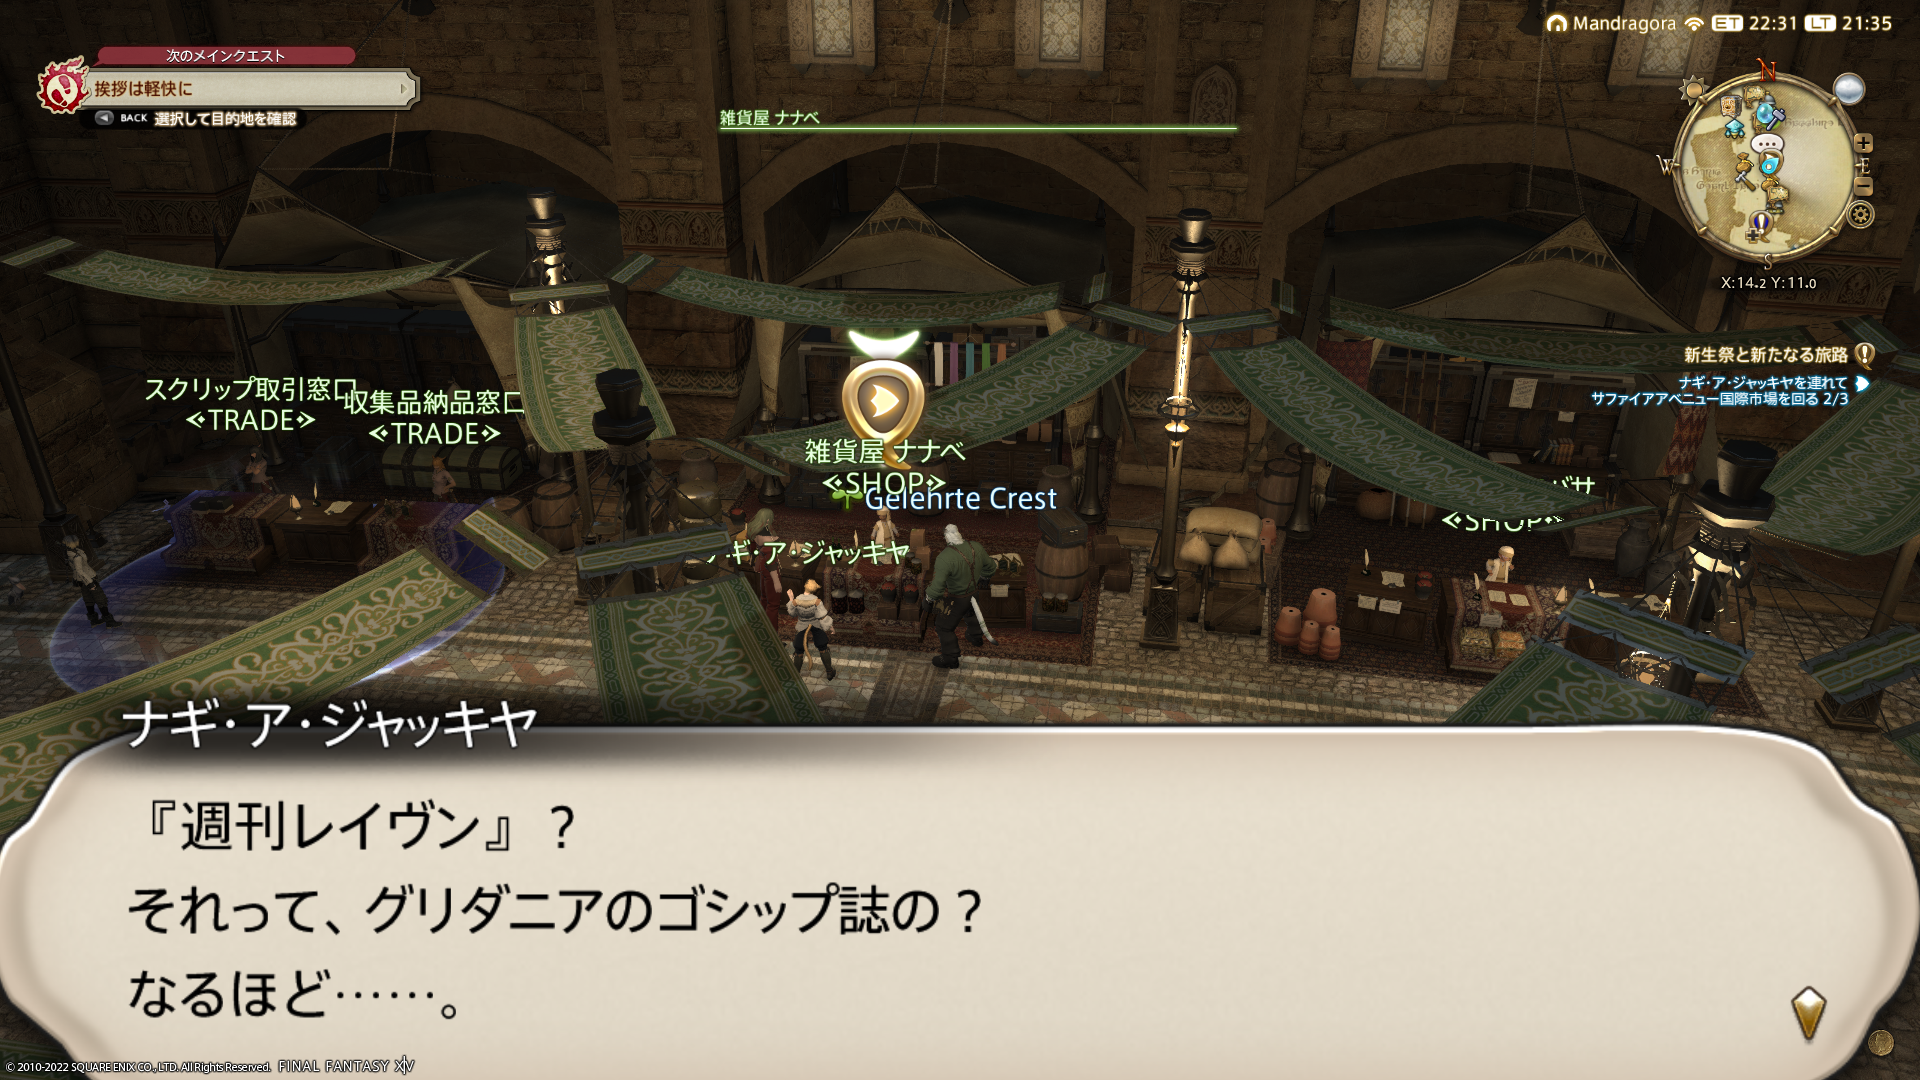 Mandragora ET 22:31 LT 21:35
次のメインクエスト
挨拶は軽快に
BACK 選択して目的地を確認
雑貨屋 ナナベ
N
W
E
S
X:14.2 Y:11.0
新生祭と新たなる旅路
ナギ・ア・ジャッキヤを連れて
サファイアアベニュー国際市場を回る 2/3
スクリップ取引窓口
<TRADE>
収集品納品窓口
<TRADE>
雑貨屋 ナナベ
<SHOP>
Gelehrte Crest
ナギ・ア・ジャッキヤ
バサ
<SHOP>
ナギ・ア・ジャッキヤ
『週刊レイヴン』？
それって、グリダニアのゴシップ誌の？
なるほど……。
© 2010-2022 SQUARE ENIX CO., LTD. All Rights Reserved. FINAL FANTASY XIV